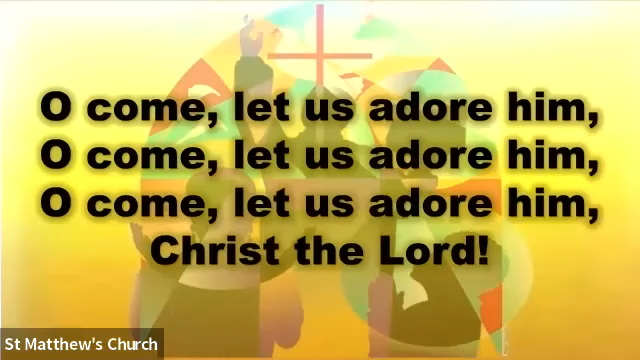 O come, let us adore him,
O come, let us adore him,
O come, let us adore him,
Christ the Lord!
St Matthew's Church